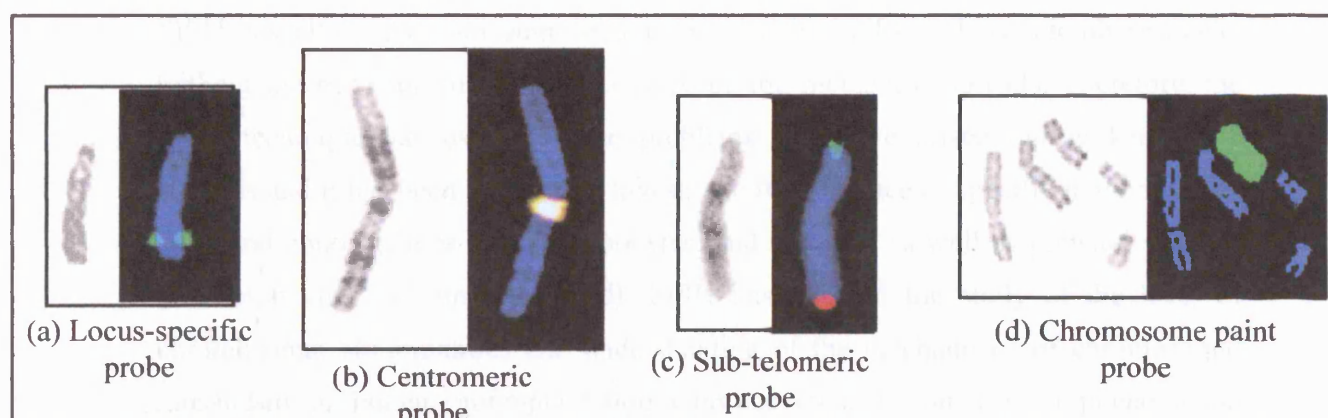 (a) Locus-specific
probe
(b) Centromeric
probe
(c) Sub-telomeric
probe
(d) Chromosome paint
probe